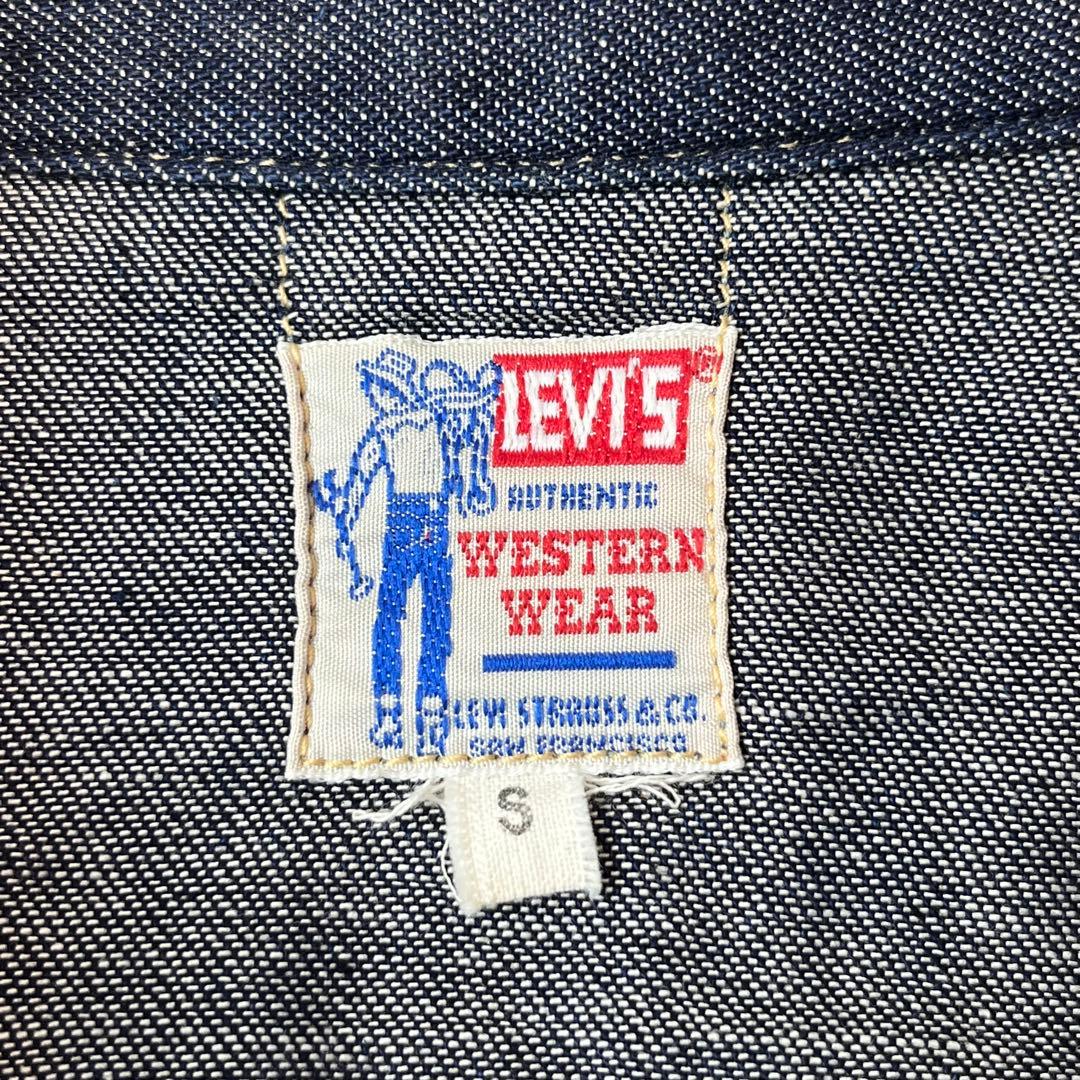 LEVI'S®
AUTHENTIC
WESTERN
WEAR
LEVI STRAUSS & CO.
SAN FRANCISCO
S